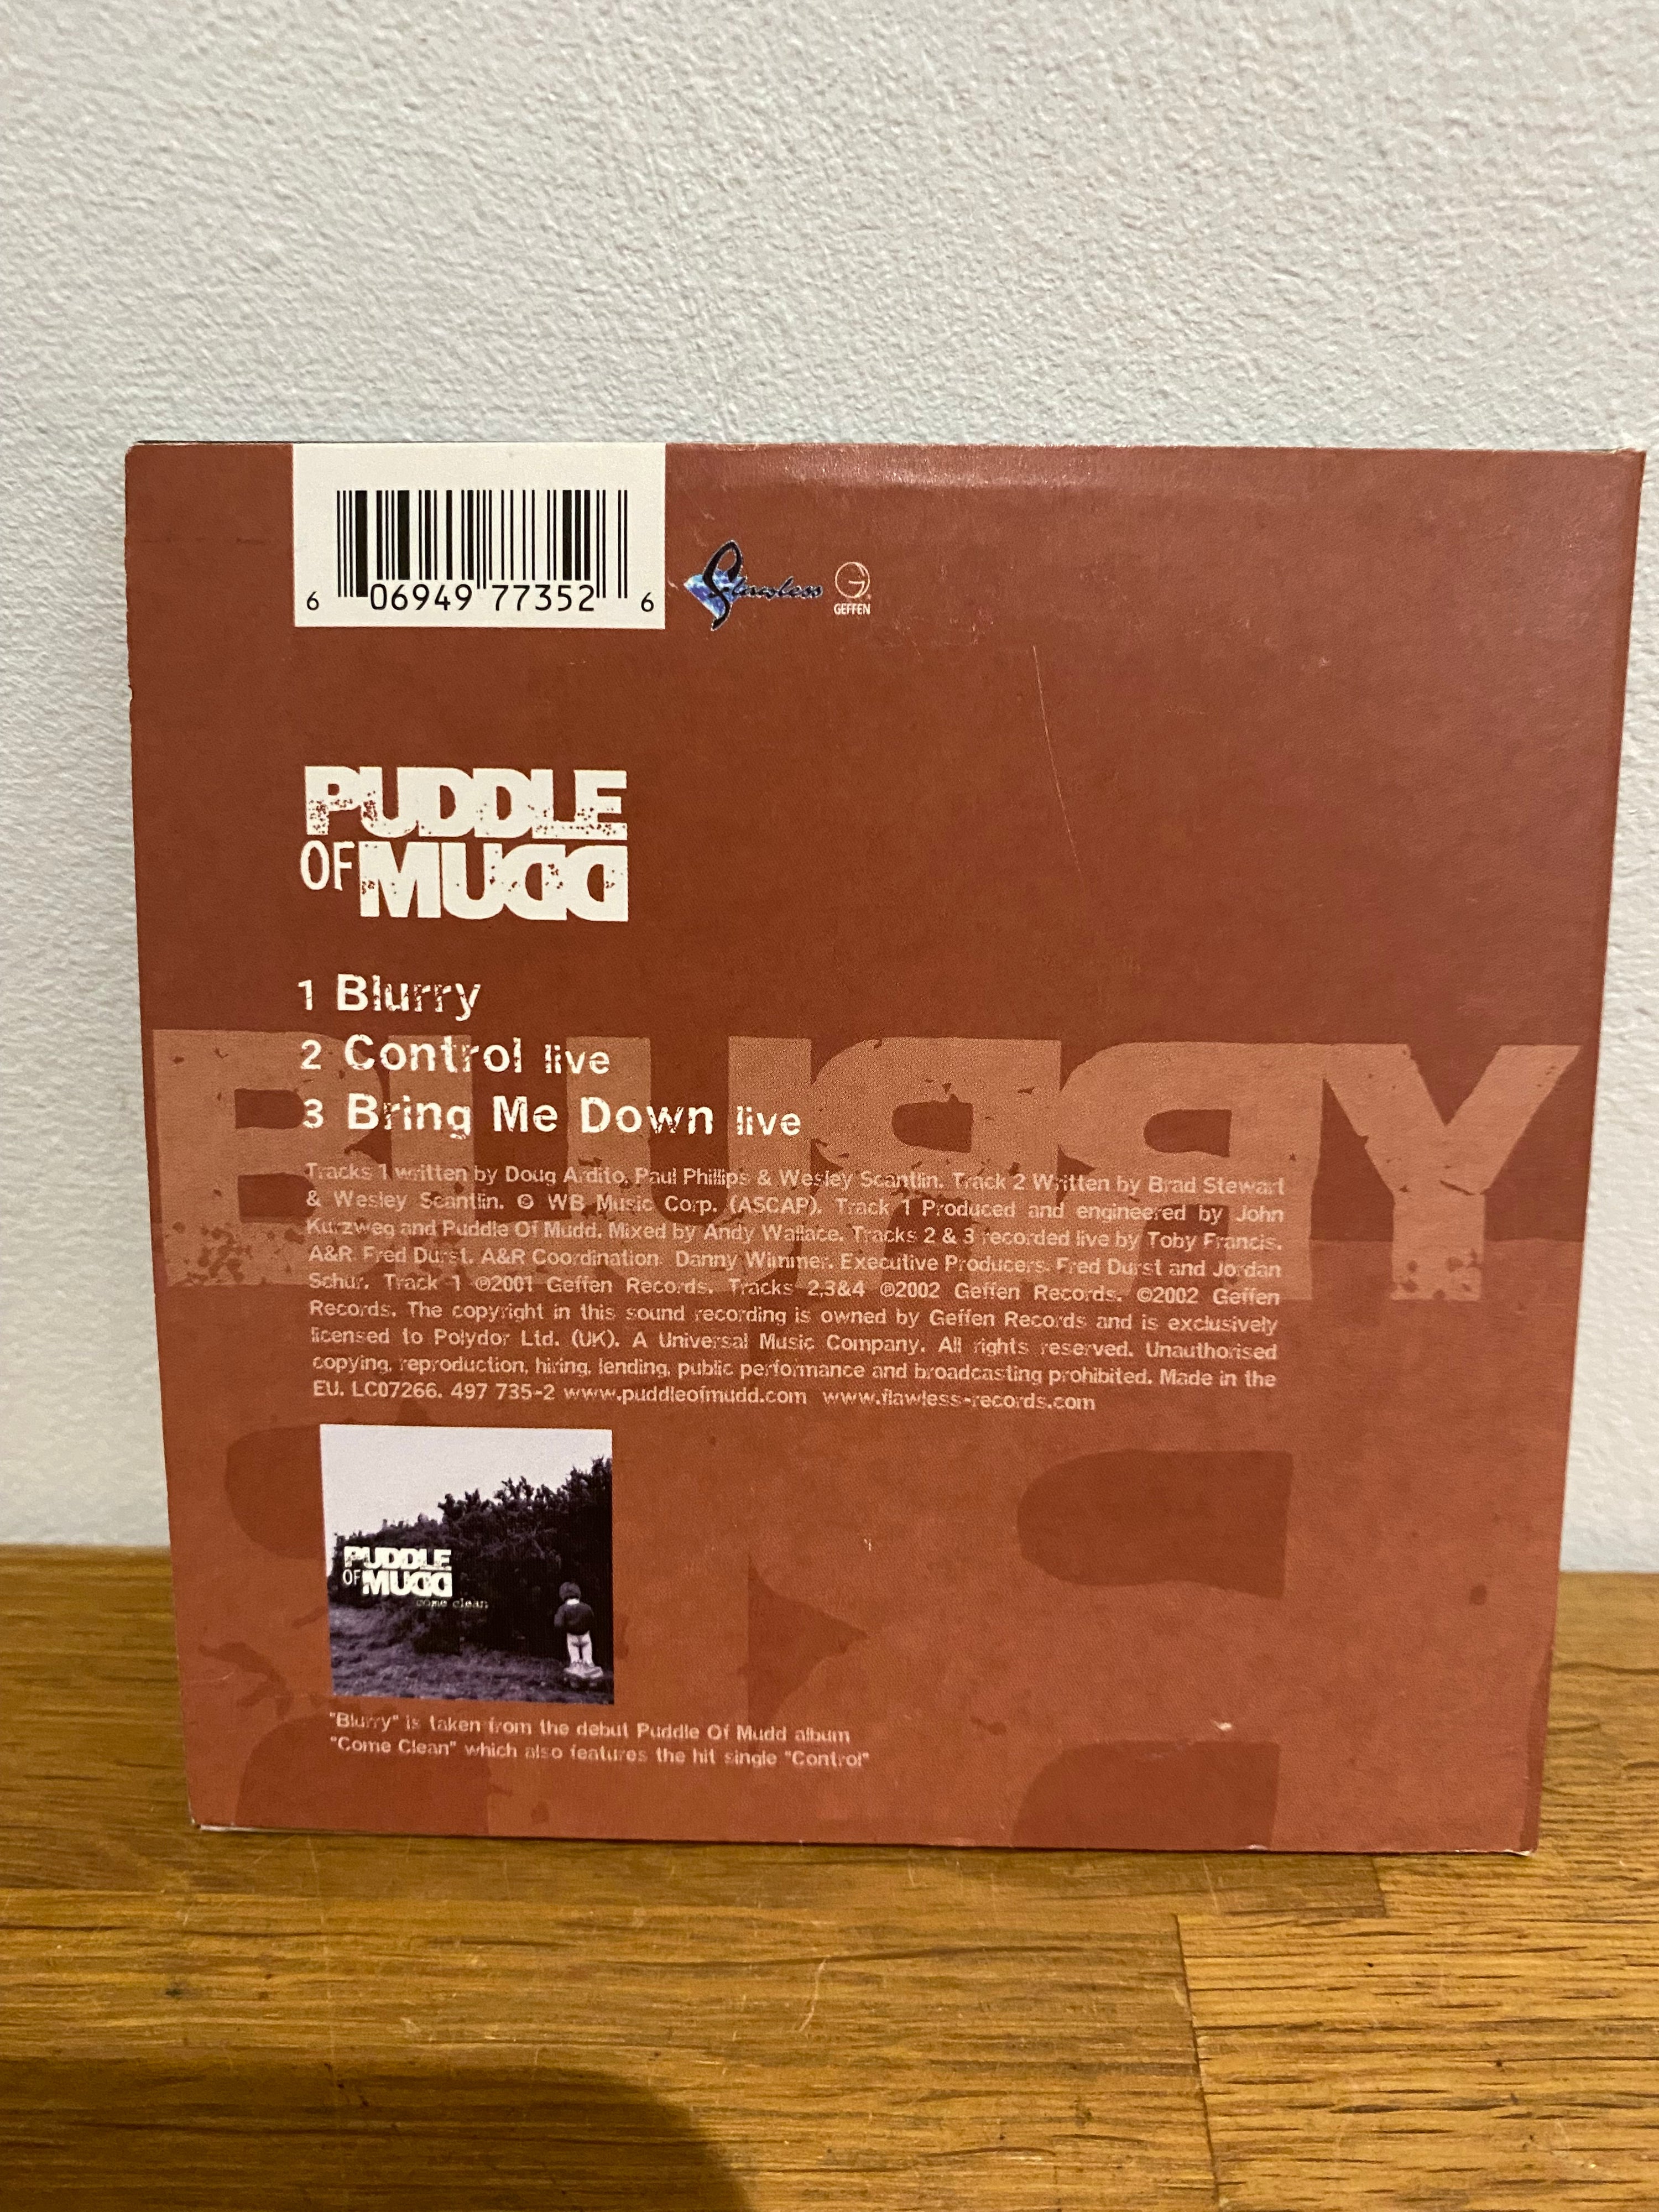 6 06949 77352 6
Flawless
GEFFEN
PUDDLE
OF MUDD
1 Blurry
2 Control live
3 Bring Me Down live
BLURRY
Tracks 1 written by Doug Ardito, Paul Phillips & Wesley Scantlin. Track 2 Written by Brad Stewart
& Wesley Scantlin. © WB Music Corp. (ASCAP). Track 1 Produced and engineered by John
Kurzweg and Puddle Of Mudd. Mixed by Andy Wallace. Tracks 2 & 3 recorded live by Toby Francis.
A&R Fred Durst. A&R Coordination Danny Wimmer. Executive Producers. Fred Durst and Jordan
Schur. Track 1 ℗2001 Geffen Records. Tracks 2,3&4 ℗2002 Geffen Records. ©2002 Geffen
Records. The copyright in this sound recording is owned by Geffen Records and is exclusively
licensed to Polydor Ltd. (UK). A Universal Music Company. All rights reserved. Unauthorised
copying, reproduction, hiring, lending, public performance and broadcasting prohibited. Made in the
EU. LC07266. 497 735-2 www.puddleofmudd.com www.flawless-records.com
PUDDLE
OF MUDD
come clean
"Blurry" is taken from the debut Puddle Of Mudd album
"Come Clean" which also features the hit single "Control"